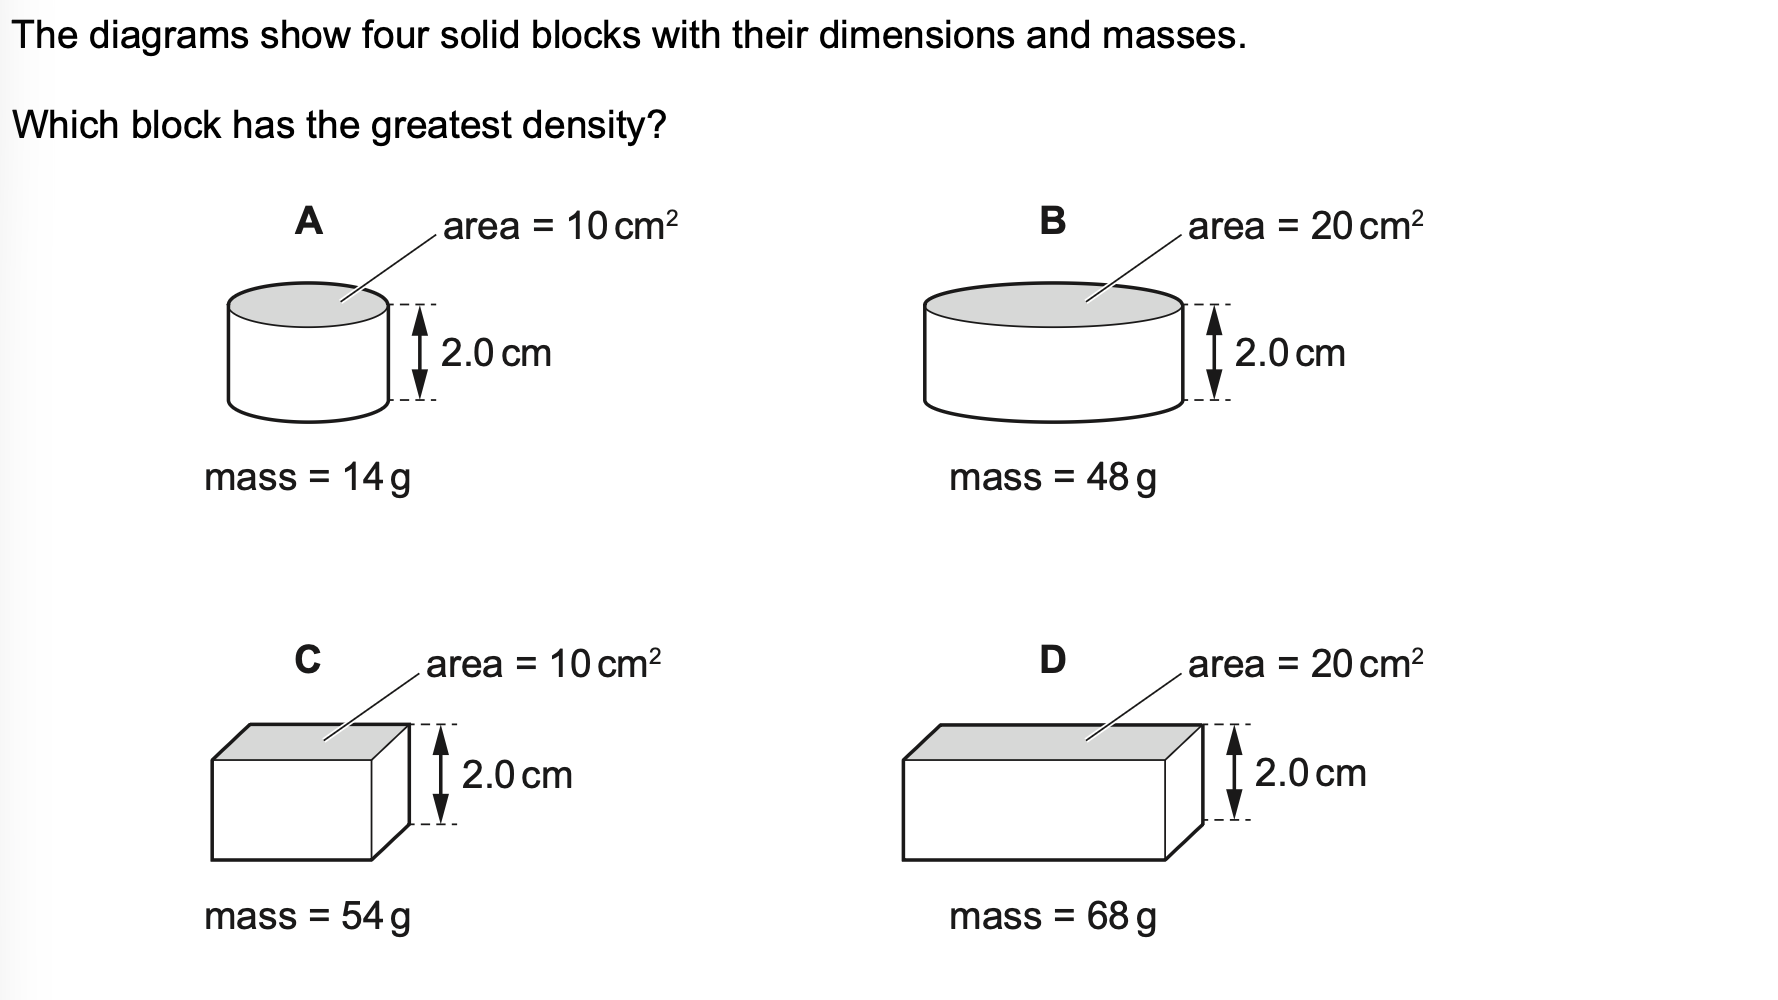 The diagrams show four solid blocks with their dimensions and masses.
Which block has the greatest density?
A
area = 10 cm²
2.0 cm
mass = 14 g
B
area = 20 cm²
2.0 cm
mass = 48 g
C
area = 10 cm²
2.0 cm
mass = 54 g
D
area = 20 cm²
2.0 cm
mass = 68 g